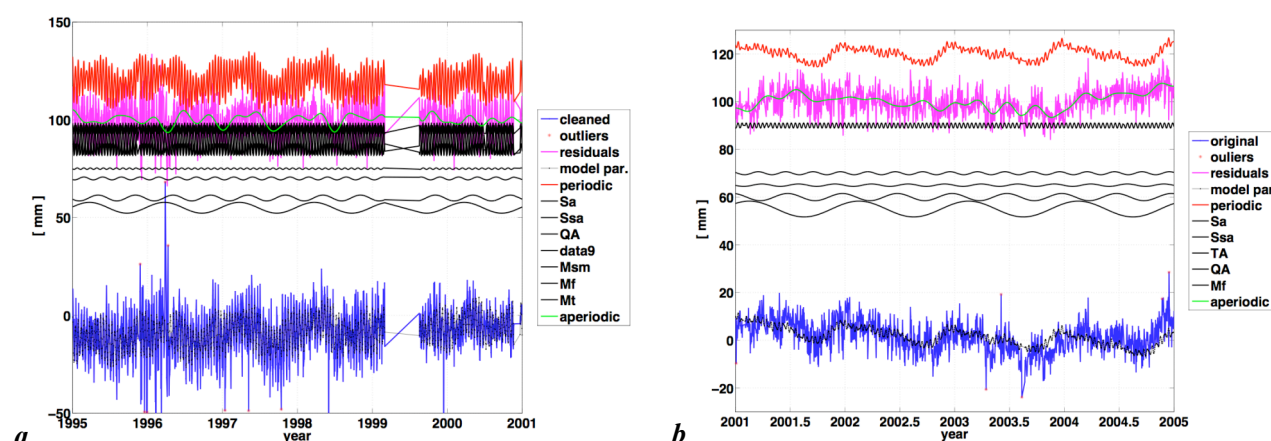 150
100
50
0
−50
[ mm ]
1995
1996
1997
1998
1999
2000
2001
year
cleaned
outliers
residuals
model par.
periodic
Sa
Ssa
QA
data9
Msm
Mf
Mt
aperiodic
a
120
100
80
60
40
20
0
−20
[ mm ]
2001
2001.5
2002
2002.5
2003
2003.5
2004
2004.5
2005
year
original
ouliers
residuals
model par
periodic
Sa
Ssa
TA
QA
Mf
aperiodic
b